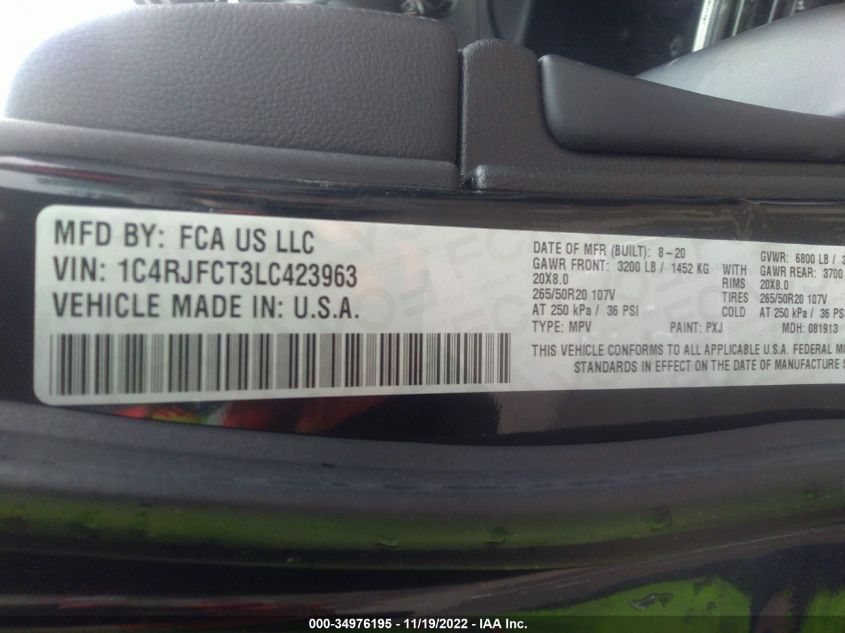 MFD BY: FCA US LLC
VIN: 1C4RJFCT3LC423963
VEHICLE MADE IN: U.S.A.
DATE OF MFR (BUILT): 8-20
GAWR FRONT: 3200 LB / 1452 KG
20X8.0
265/50R20 107V
AT 250 kPa / 36 PSI
TYPE: MPV PAINT: PXJ
WITH
RIMS
TIRES
COLD
GVWR: 6800 LB / 3
GAWR REAR: 3700
20X8.0
265/50R20 107V
AT 250 kPa / 36 PSI
MDH: 081913
THIS VEHICLE CONFORMS TO ALL APPLICABLE U.S.A. FEDERAL MO
STANDARDS IN EFFECT ON THE DATE OF MANUFACTURE S
000-34976195 - 11/19/2022 - IAA Inc.